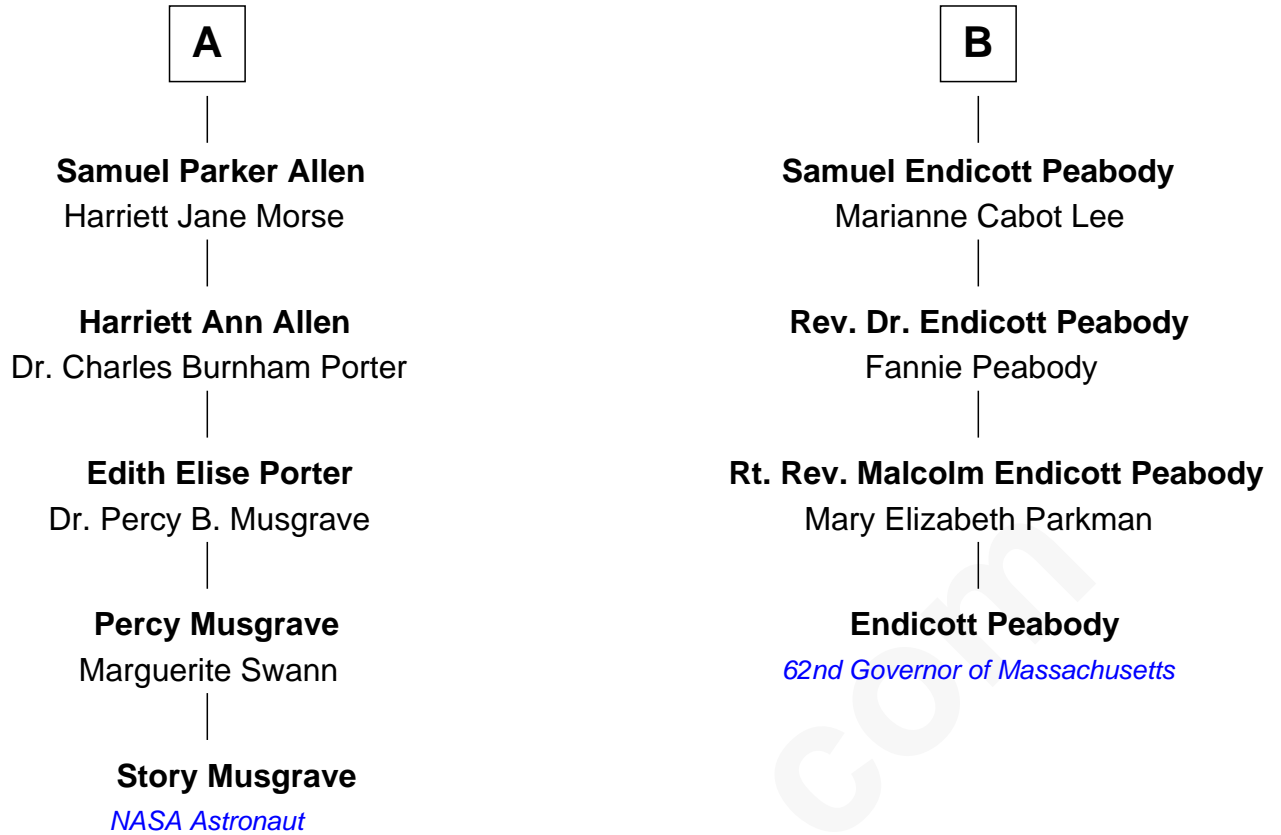 A
Samuel Parker Allen
Harriett Jane Morse
Harriett Ann Allen
Dr. Charles Burnham Porter
Edith Elise Porter
Dr. Percy B. Musgrave
Percy Musgrave
Marguerite Swann
Story Musgrave
NASA Astronaut
B
Samuel Endicott Peabody
Marianne Cabot Lee
Rev. Dr. Endicott Peabody
Fannie Peabody
Rt. Rev. Malcolm Endicott Peabody
Mary Elizabeth Parkman
Endicott Peabody
62nd Governor of Massachusetts
com